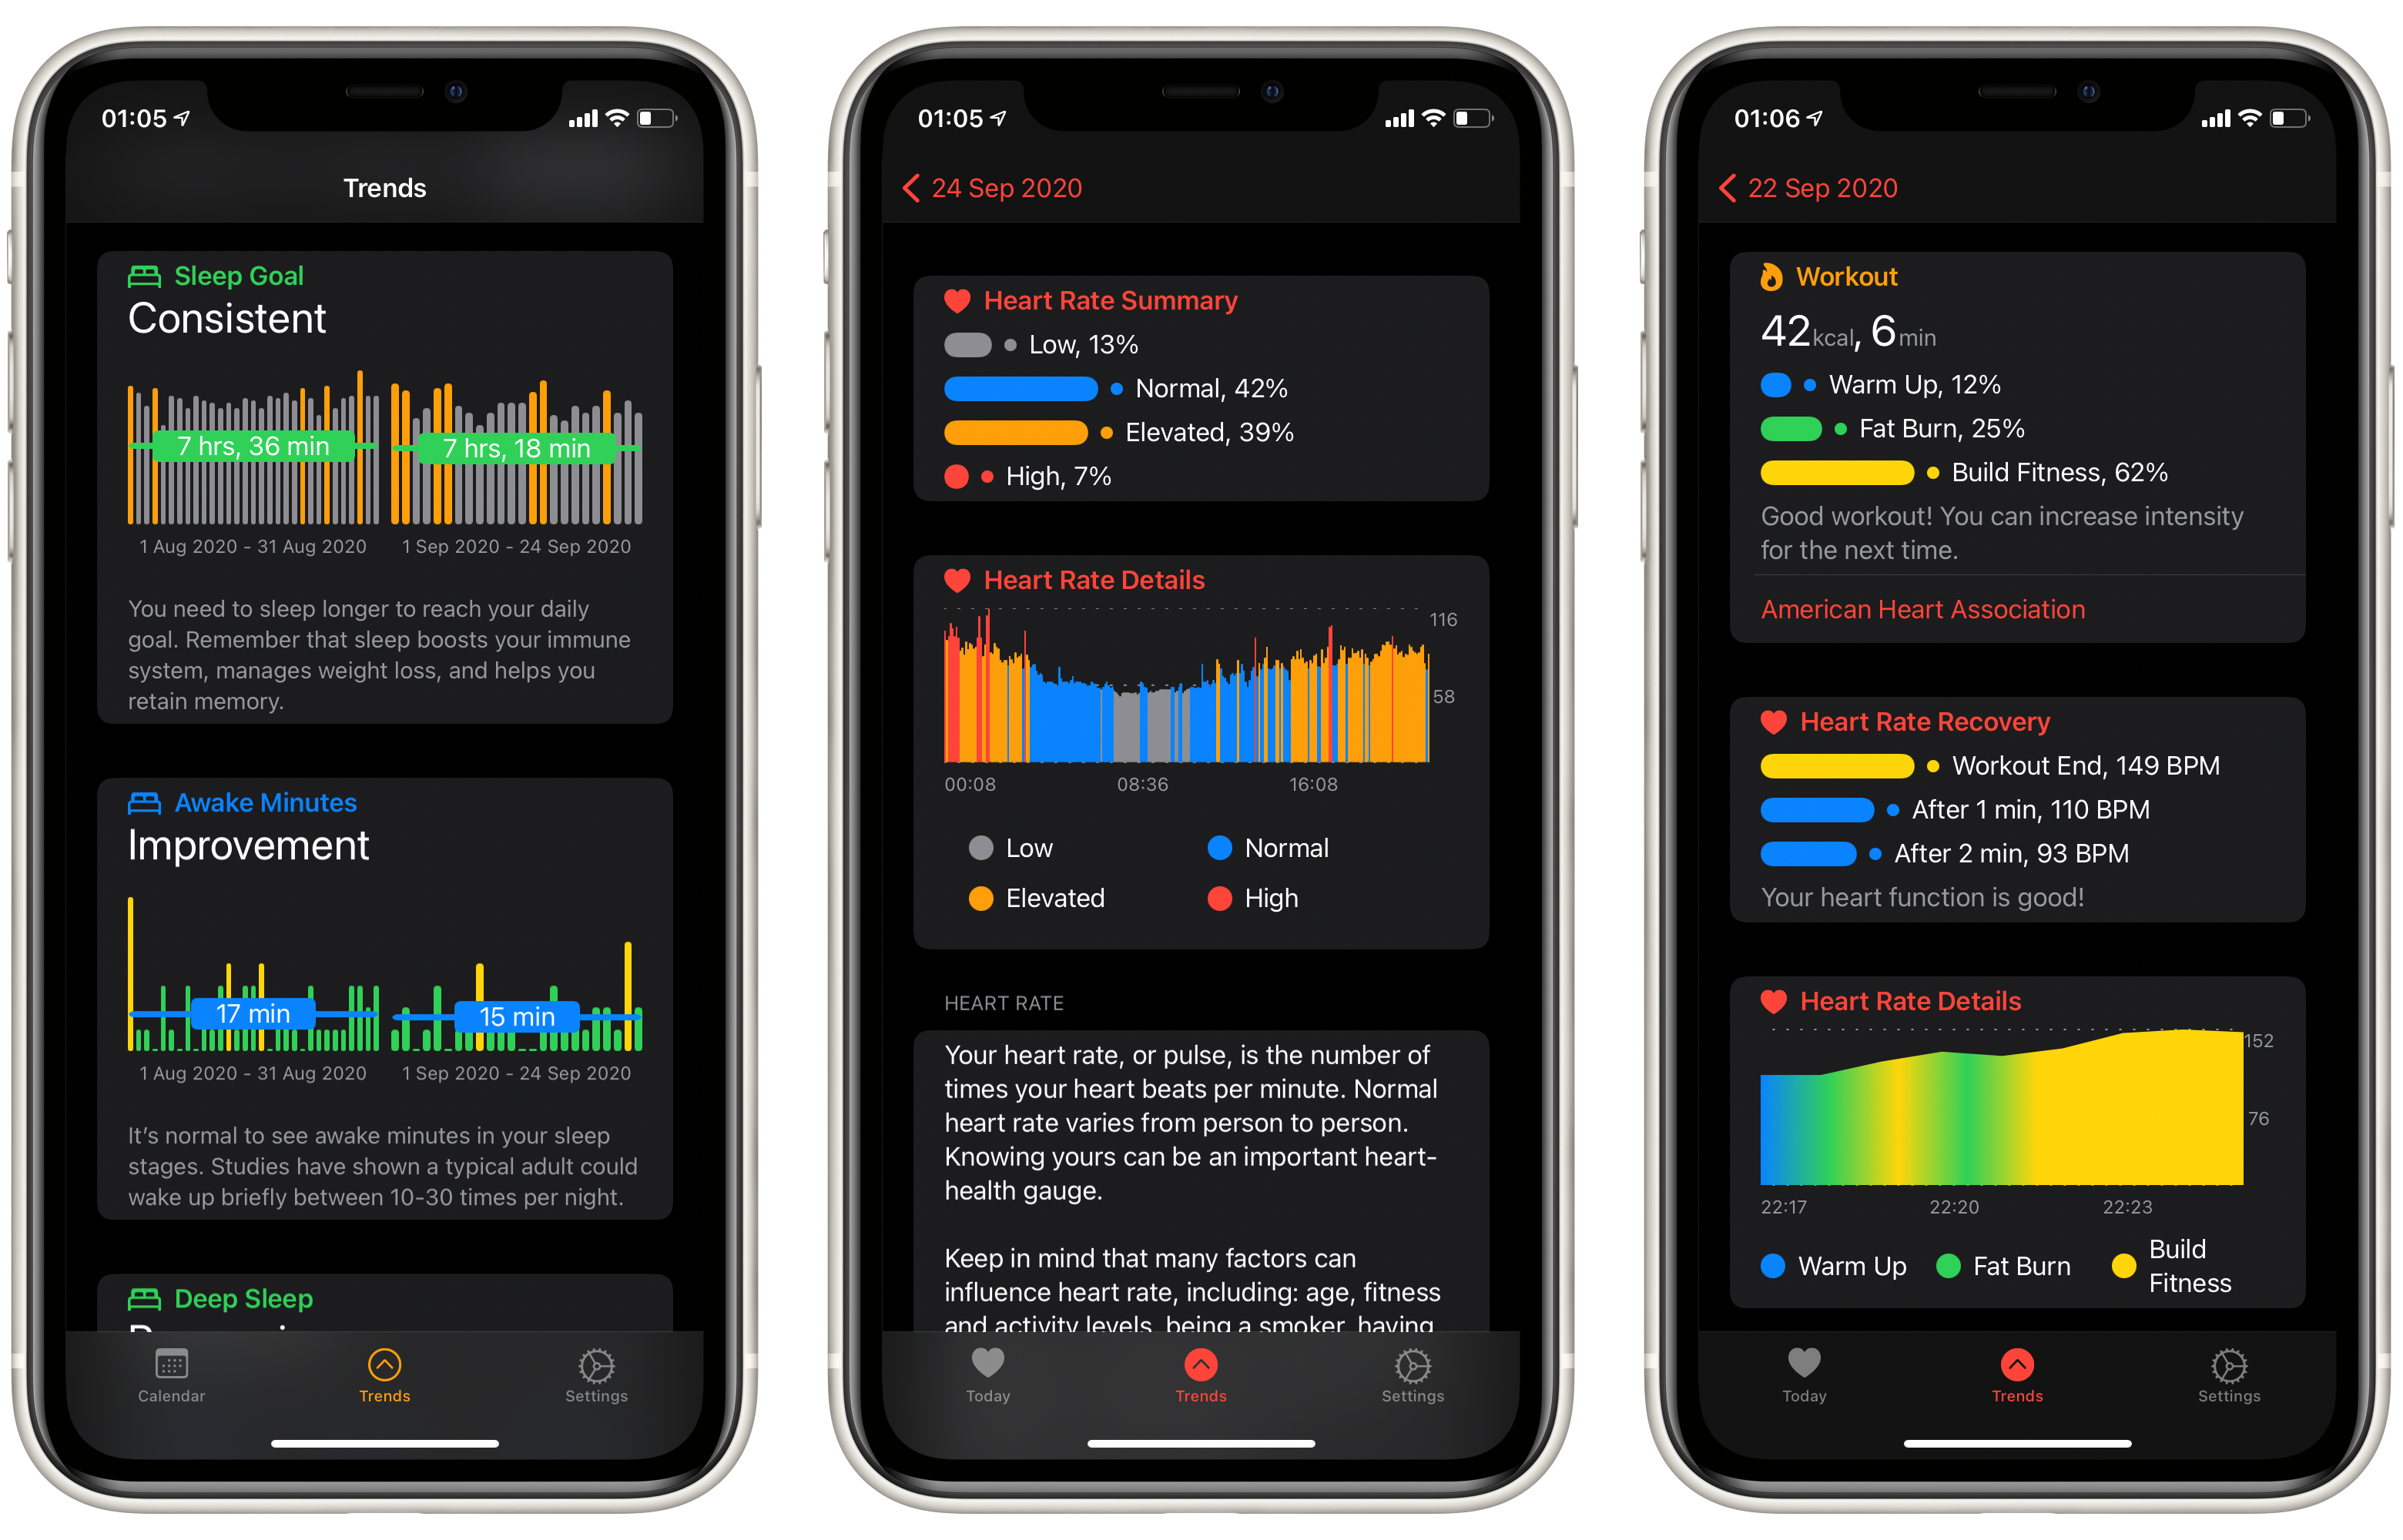 01:05
Trends
Sleep Goal
Consistent
7 hrs, 36 min
7 hrs, 18 min
1 Aug 2020 - 31 Aug 2020
1 Sep 2020 - 24 Sep 2020
You need to sleep longer to reach your daily
goal. Remember that sleep boosts your immune
system, manages weight loss, and helps you
retain memory.
Awake Minutes
Improvement
17 min
15 min
1 Aug 2020 - 31 Aug 2020
1 Sep 2020 - 24 Sep 2020
It's normal to see awake minutes in your sleep
stages. Studies have shown a typical adult could
wake up briefly between 10-30 times per night.
Deep Sleep
Calendar
Trends
Settings
01:05
24 Sep 2020
Heart Rate Summary
Low, 13%
Normal, 42%
Elevated, 39%
High, 7%
Heart Rate Details
116
58
00:08
08:36
16:08
Low
Normal
Elevated
High
HEART RATE
Your heart rate, or pulse, is the number of
times your heart beats per minute. Normal
heart rate varies from person to person.
Knowing yours can be an important heart-
health gauge.
Keep in mind that many factors can
influence heart rate, including: age, fitness
and activity levels, being a smoker, having
Today
Trends
Settings
01:06
22 Sep 2020
Workout
42kcal, 6min
Warm Up, 12%
Fat Burn, 25%
Build Fitness, 62%
Good workout! You can increase intensity
for the next time.
American Heart Association
Heart Rate Recovery
Workout End, 149 BPM
After 1 min, 110 BPM
After 2 min, 93 BPM
Your heart function is good!
Heart Rate Details
152
76
22:17
22:20
22:23
Warm Up
Fat Burn
Build
Fitness
Today
Trends
Settings